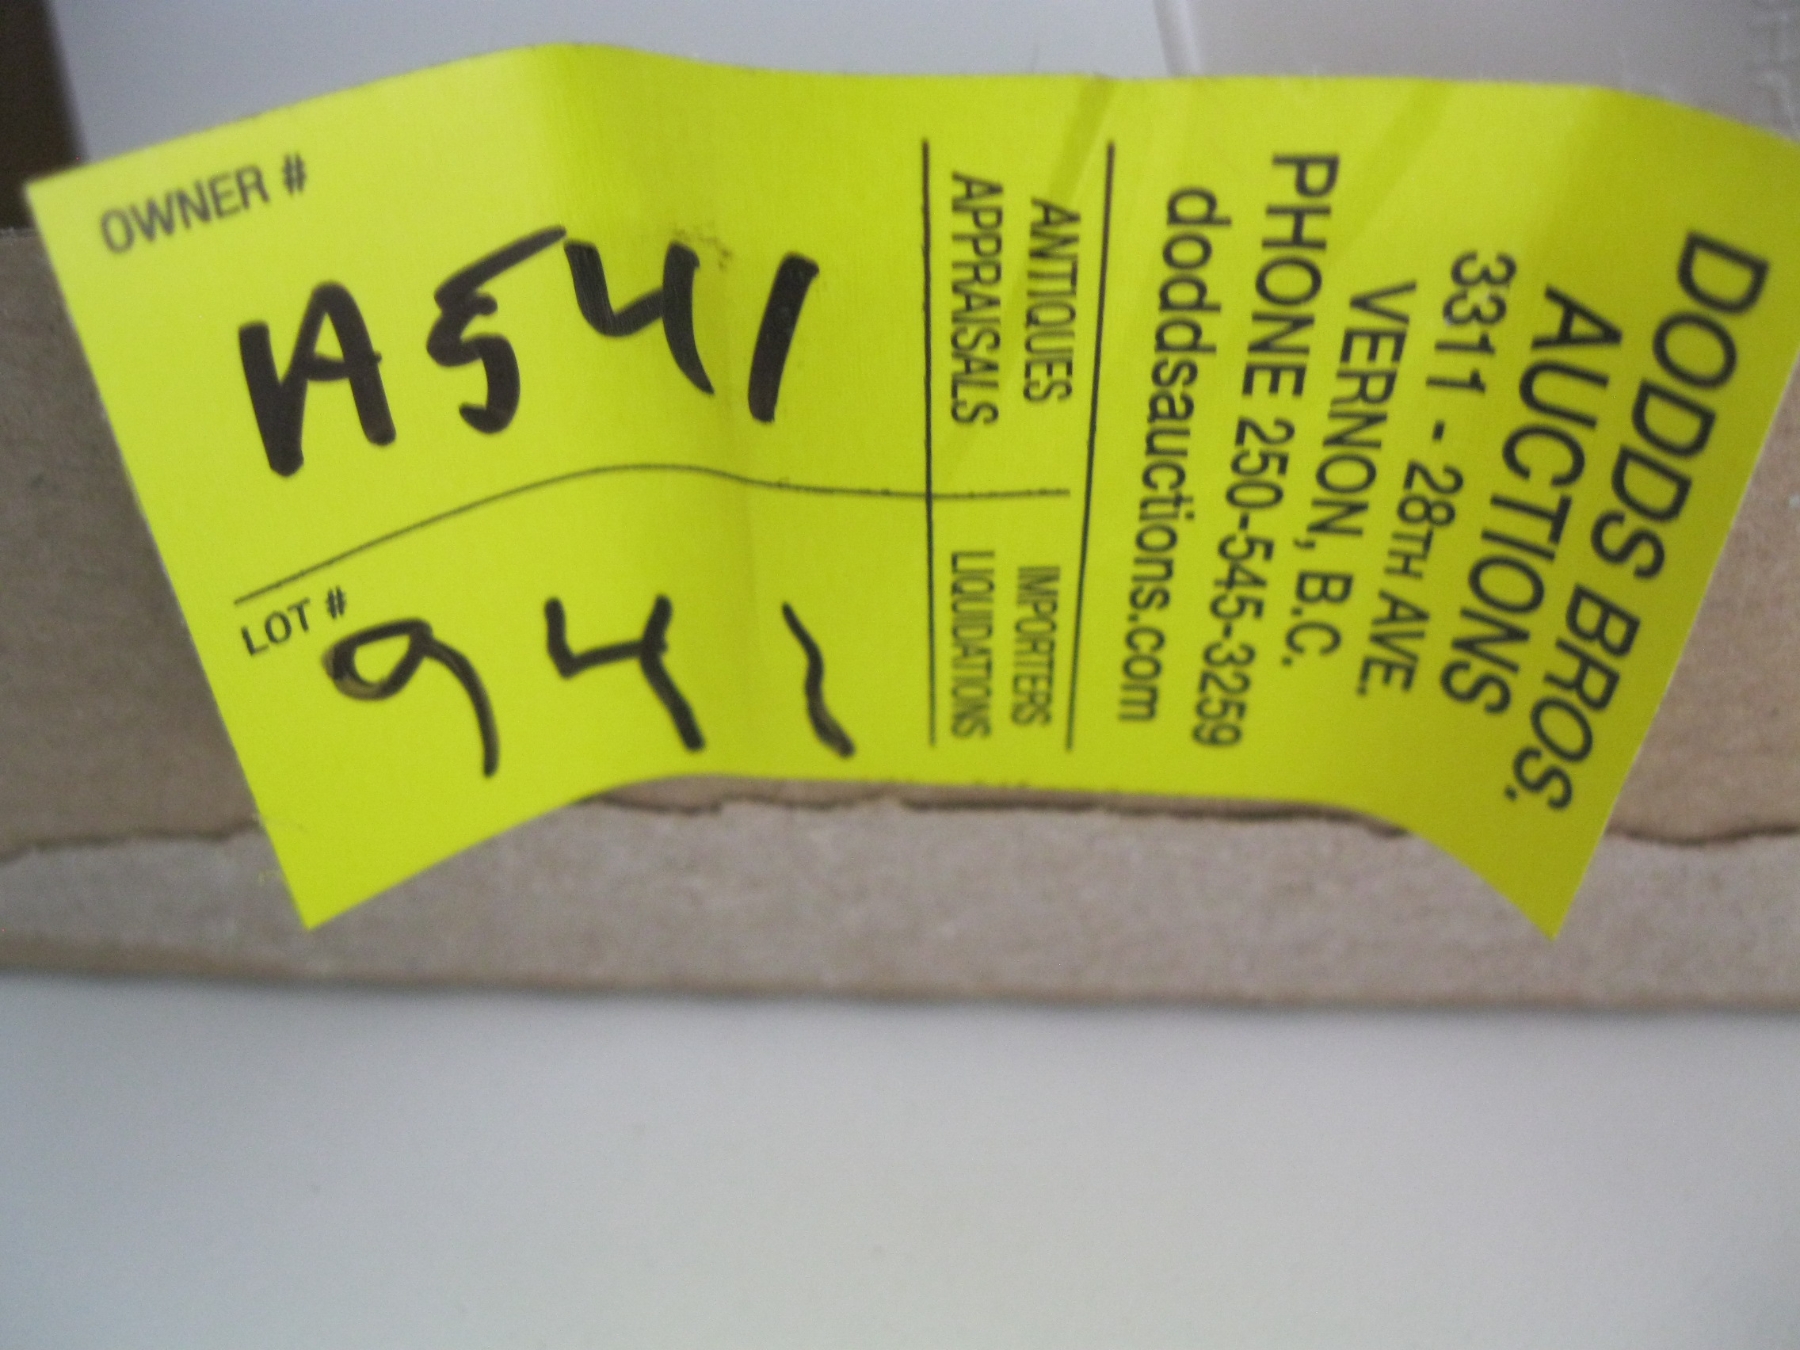 DODDS BROS.
AUCTIONS
3311 - 28TH AVE.
VERNON, B.C.
PHONE 250-545-3259
doddsauctions.com
ANTIQUES
APPRAISALS
IMPORTERS
LIQUIDATIONS
OWNER #
A541
LOT #
941